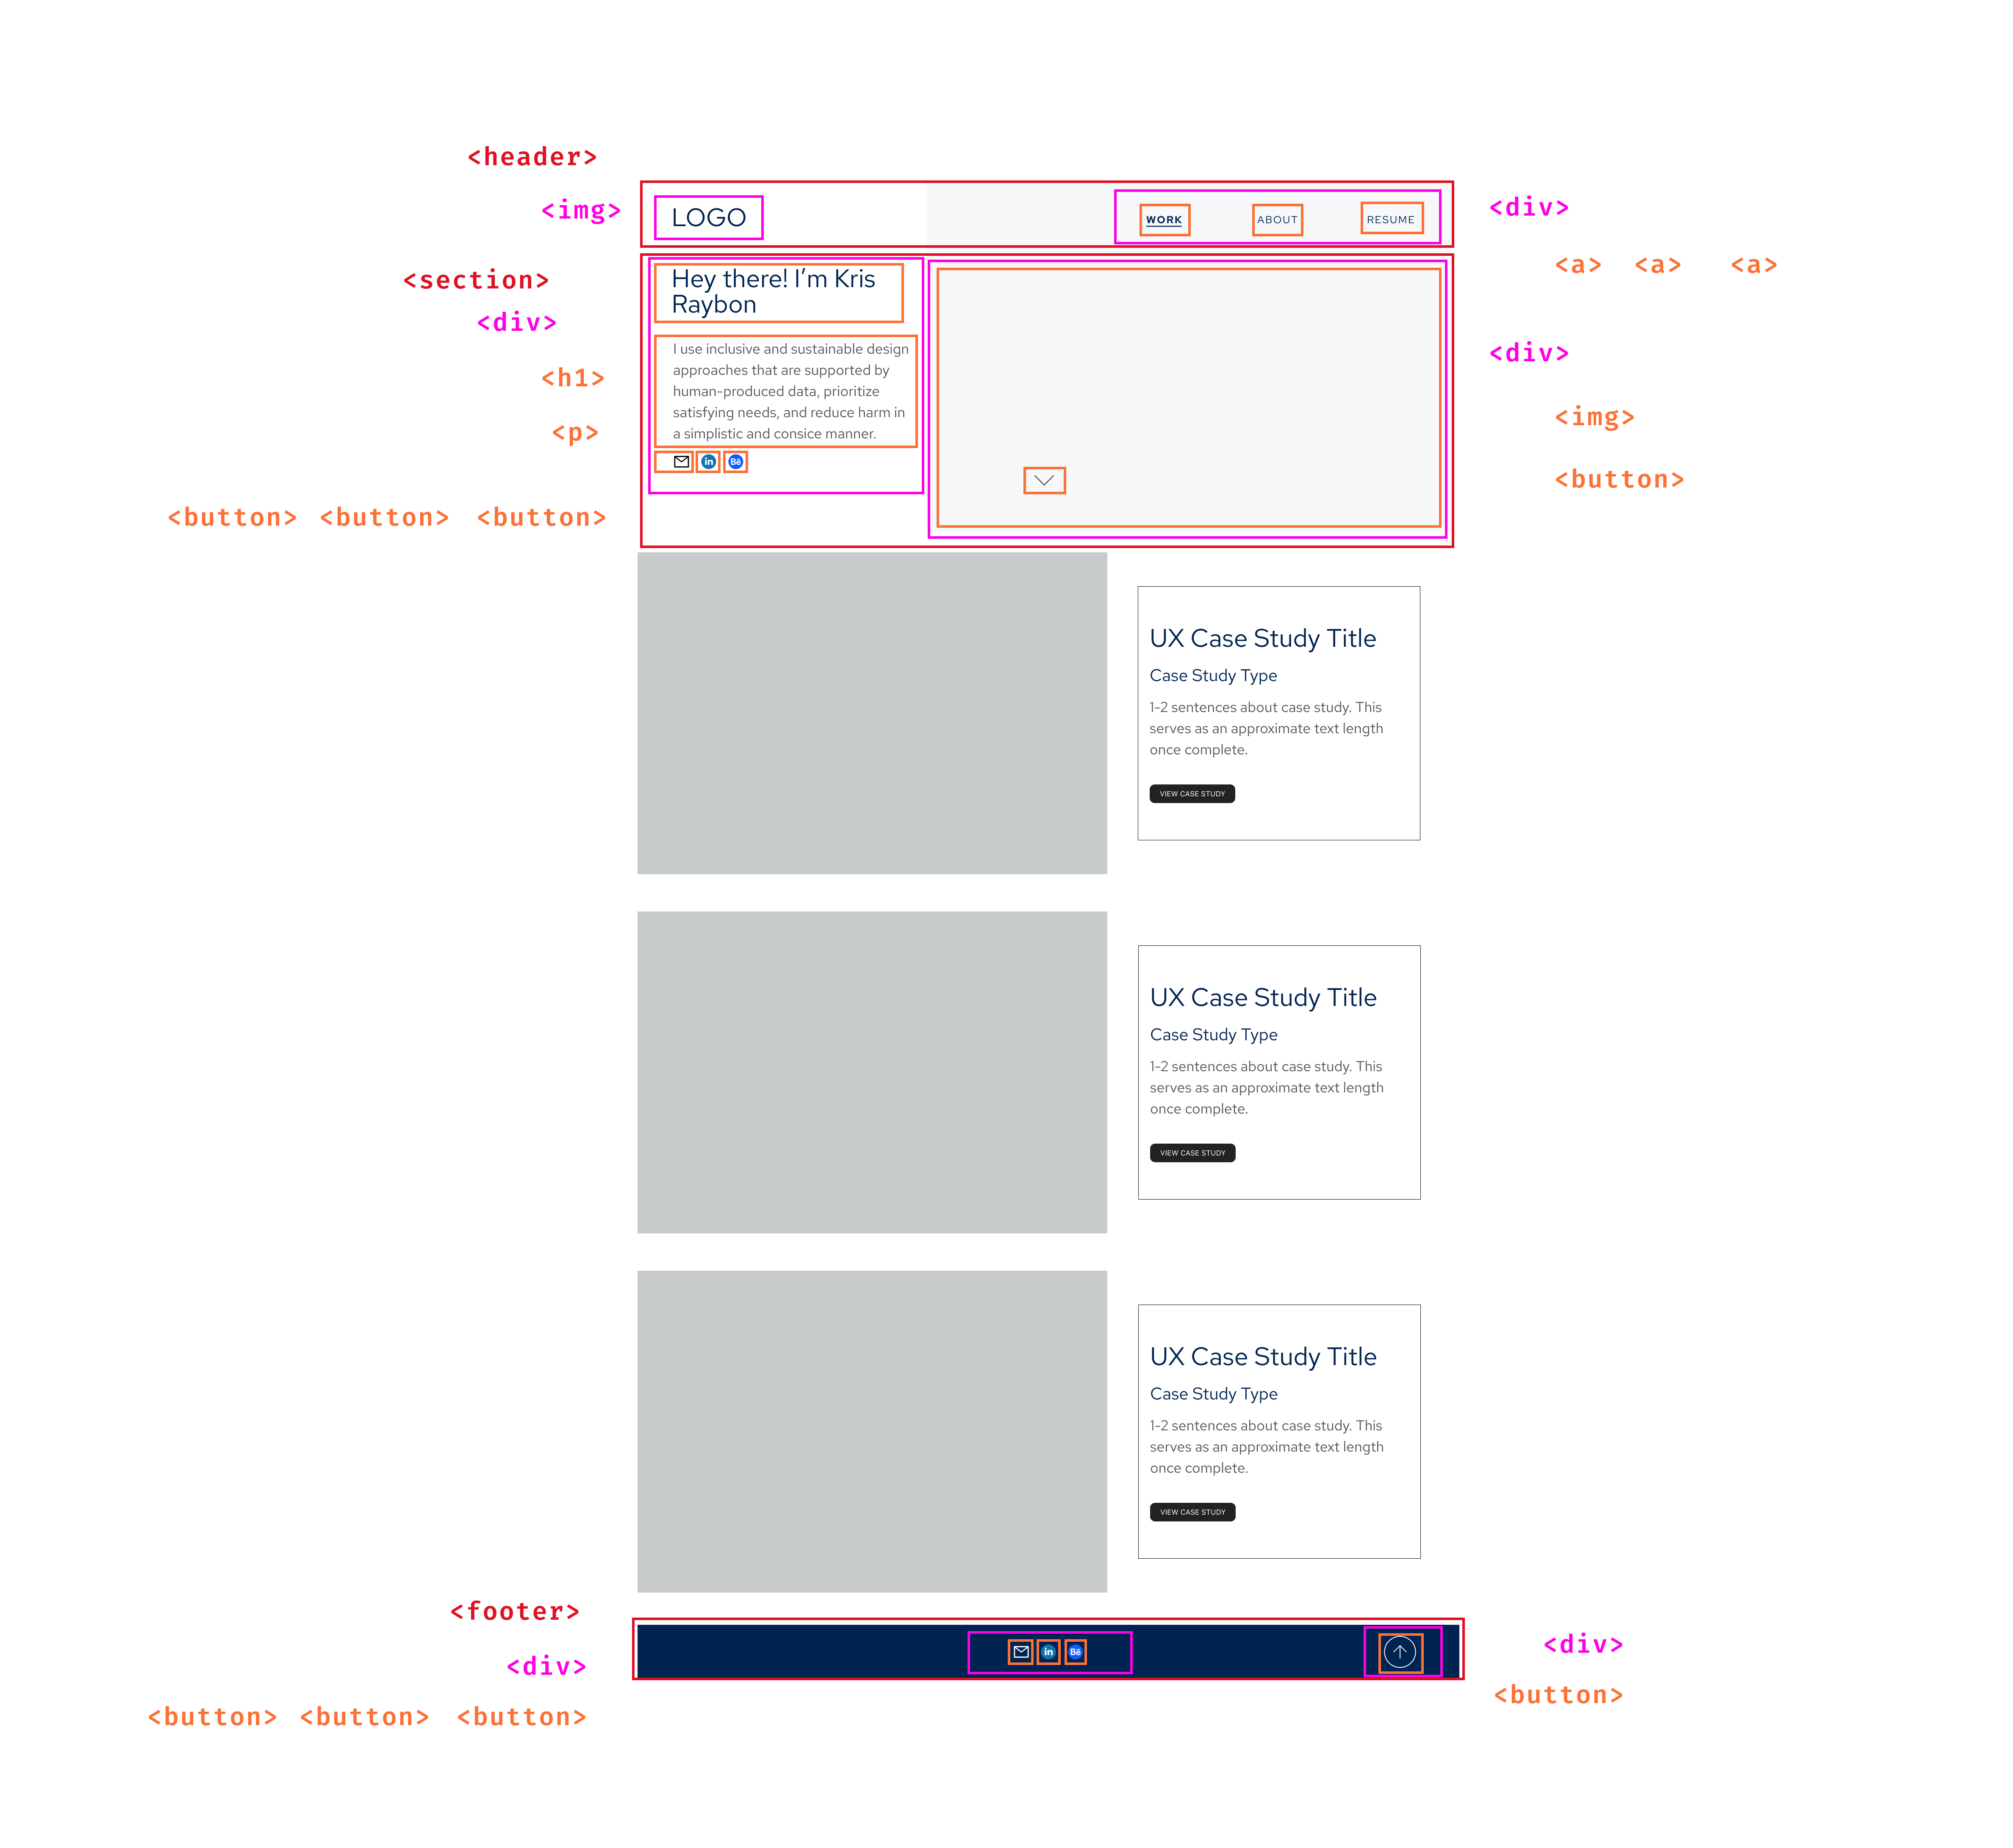 <header>
<img>
LOGO
WORK
ABOUT
RESUME
<div>
<a> <a> <a>
<section>
<div>
<h1>
<p>
<button> <button> <button>
Hey there! I’m Kris
Raybon
I use inclusive and sustainable design
approaches that are supported by
human-produced data, prioritize
satisfying needs, and reduce harm in
a simplistic and consice manner.
in
Bē
<div>
<img>
<button>
UX Case Study Title
Case Study Type
1-2 sentences about case study. This
serves as an approximate text length
once complete.
VIEW CASE STUDY
UX Case Study Title
Case Study Type
1-2 sentences about case study. This
serves as an approximate text length
once complete.
VIEW CASE STUDY
UX Case Study Title
Case Study Type
1-2 sentences about case study. This
serves as an approximate text length
once complete.
VIEW CASE STUDY
<footer>
<div>
<button> <button> <button>
in
Bē
<div>
<button>